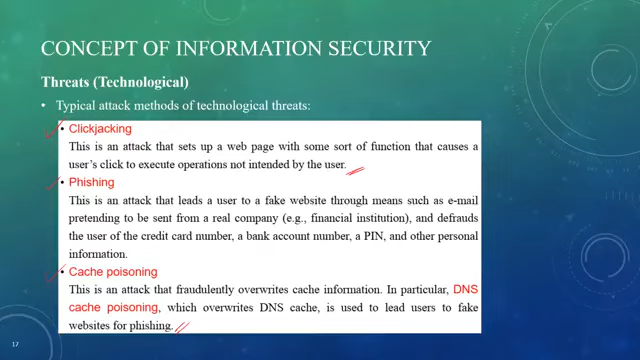 CONCEPT OF INFORMATION SECURITY
Threats (Technological)
• Typical attack methods of technological threats:
• Clickjacking
This is an attack that sets up a web page with some sort of function that causes a
user's click to execute operations not intended by the user.
• Phishing
This is an attack that leads a user to a fake website through means such as e-mail
pretending to be sent from a real company (e.g., financial institution), and defrauds
the user of the credit card number, a bank account number, a PIN, and other personal
information.
• Cache poisoning
This is an attack that fraudulently overwrites cache information. In particular, DNS
cache poisoning, which overwrites DNS cache, is used to lead users to fake
websites for phishing.
17